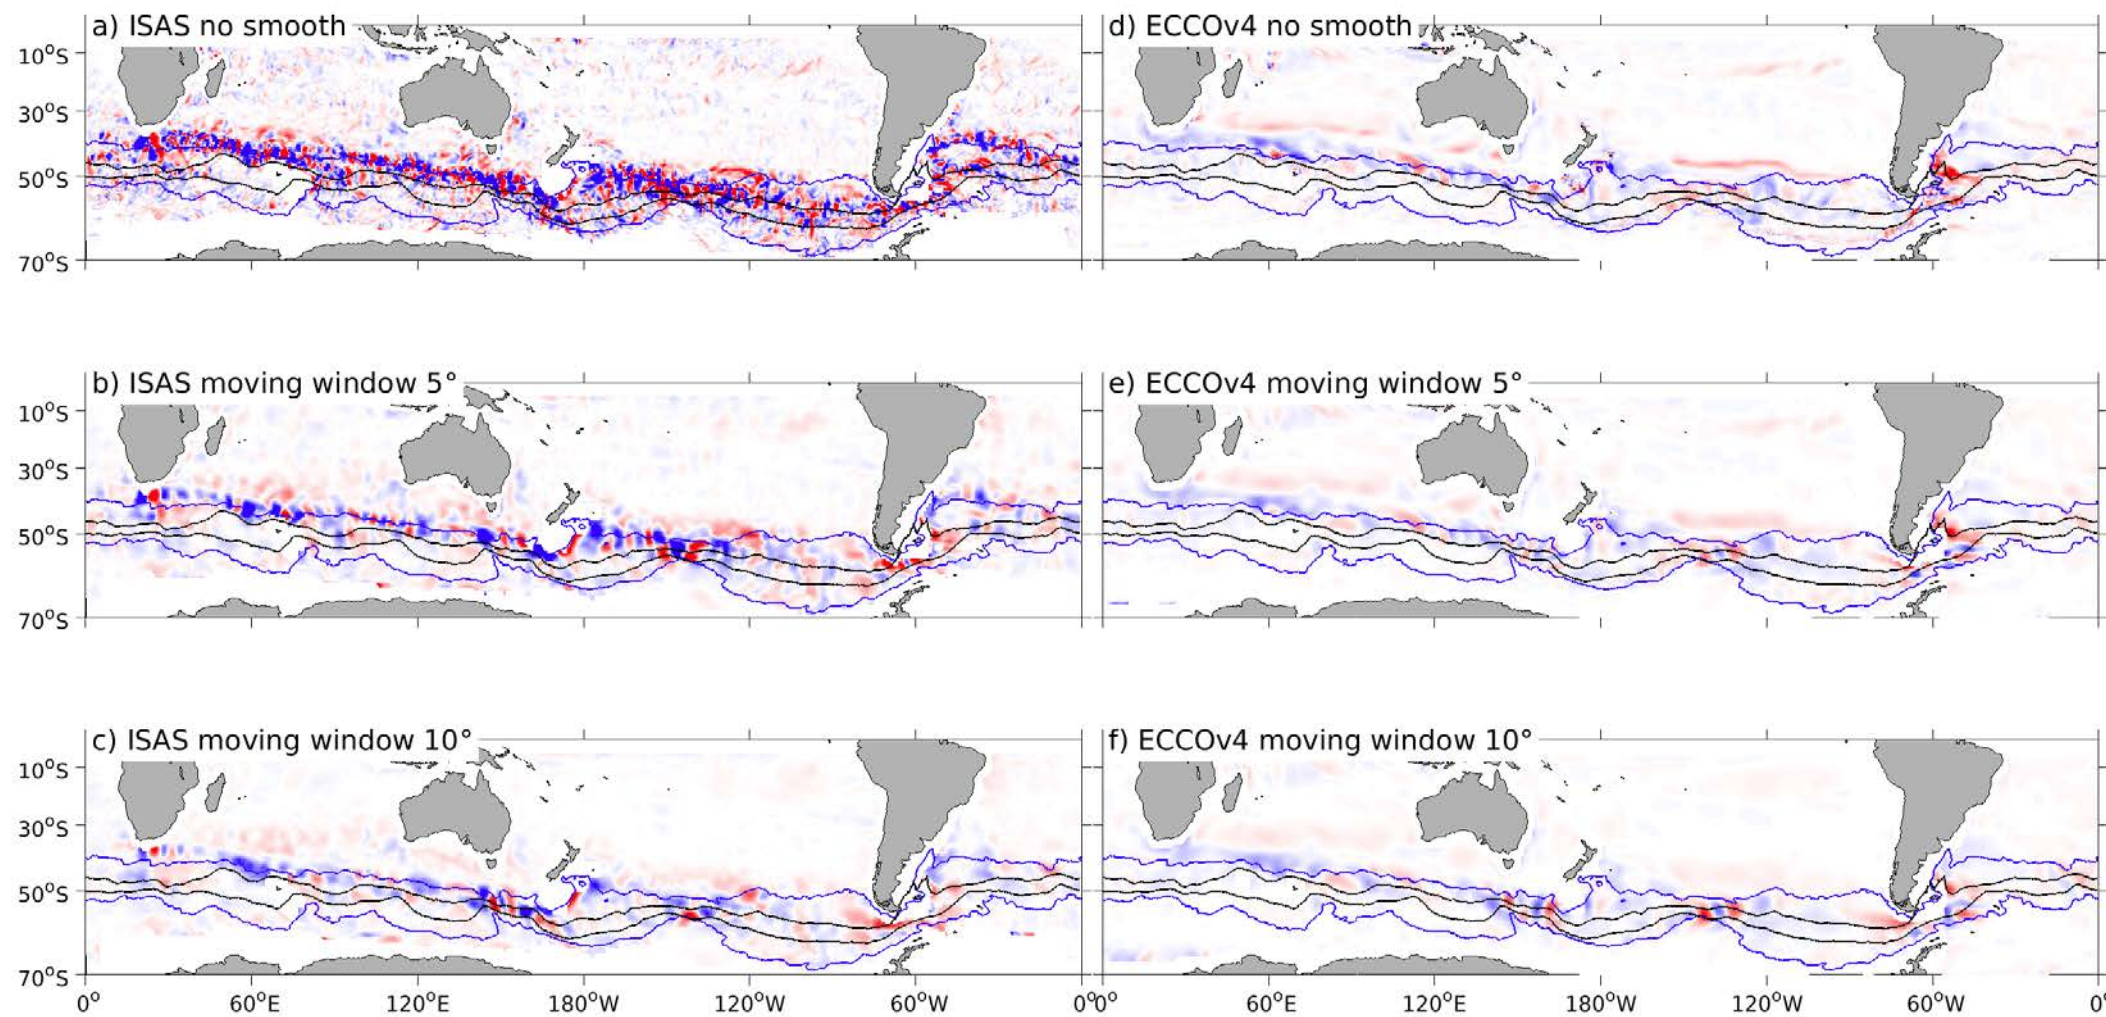 a) ISAS no smooth
10°S
30°S
50°S
70°S
d) ECCOv4 no smooth
b) ISAS moving window 5°
10°S
30°S
50°S
70°S
e) ECCOv4 moving window 5°
c) ISAS moving window 10°
10°S
30°S
50°S
70°S
0° 60°E 120°E 180°W 120°W 60°W 0°
f) ECCOv4 moving window 10°
0° 60°E 120°E 180°W 120°W 60°W 0°